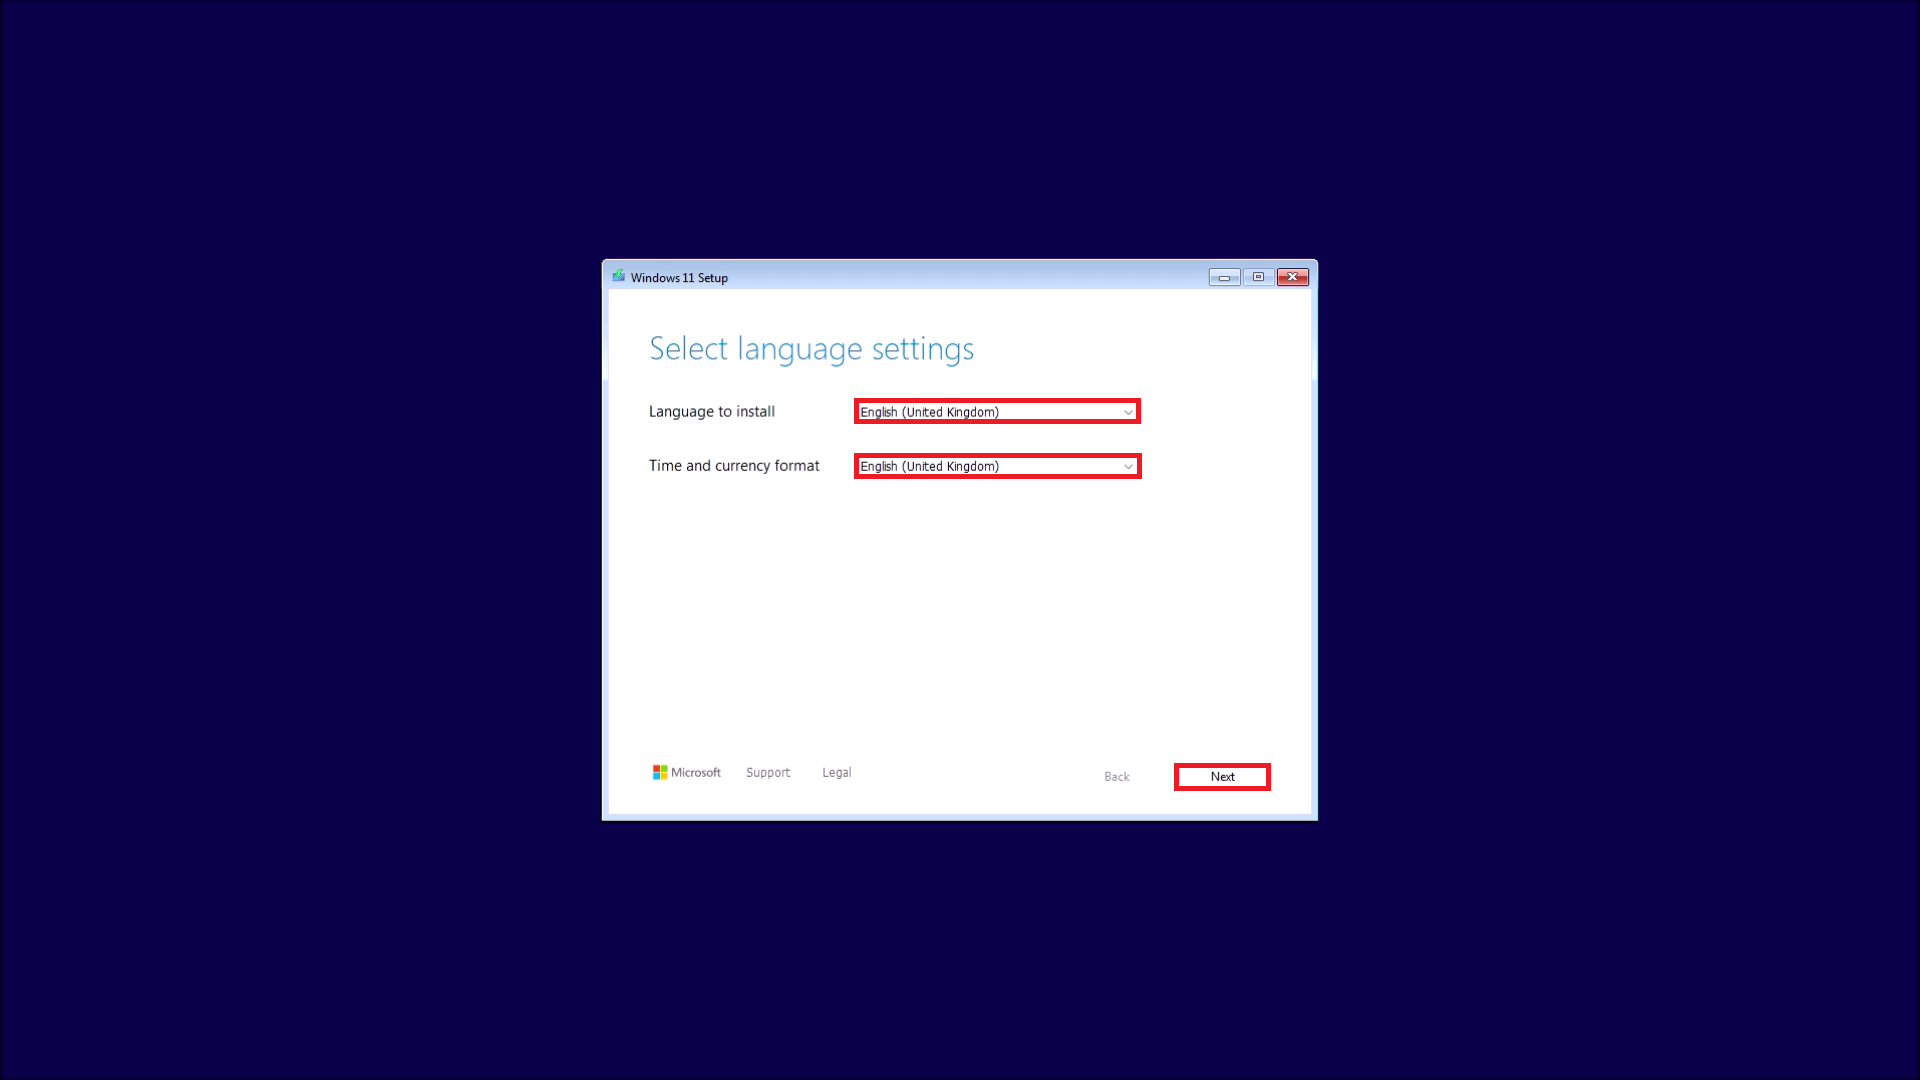 Windows 11 Setup
Select language settings
Language to install English (United Kingdom)
Time and currency format English (United Kingdom)
Microsoft Support Legal Back Next